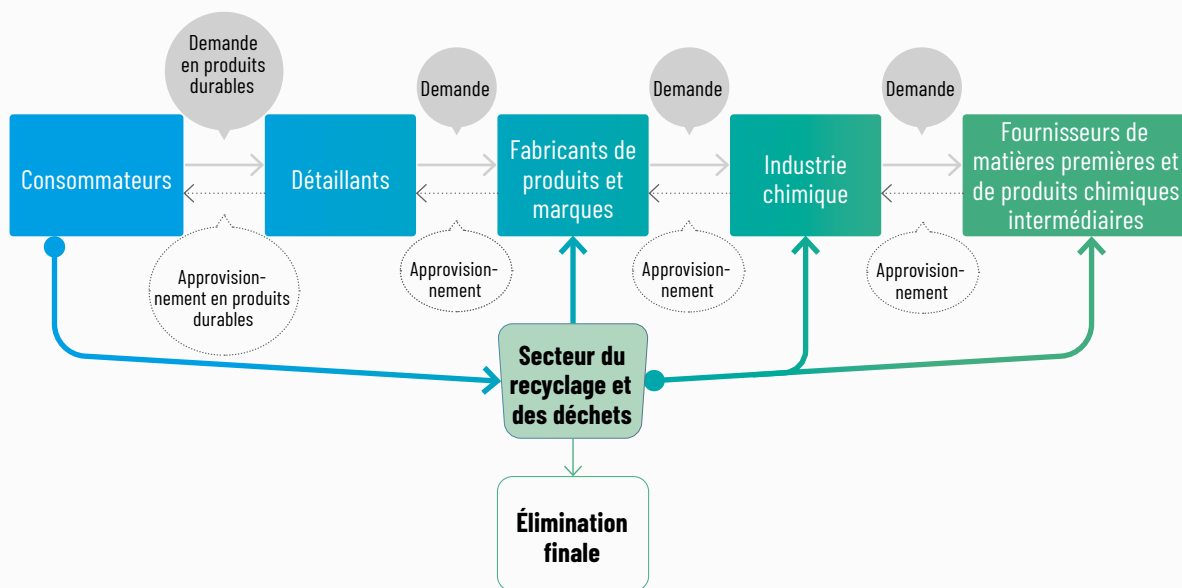 Demande
en produits
durables
Demande
Demande
Demande
Consommateurs
Détaillants
Fabricants de
produits et
marques
Industrie
chimique
Fournisseurs de
matières premières et
de produits chimiques
intermédiaires
Approvision-
nement en produits
durables
Approvision-
nement
Approvision-
nement
Approvision-
nement
Secteur du
recyclage et
des déchets
Élimination
finale